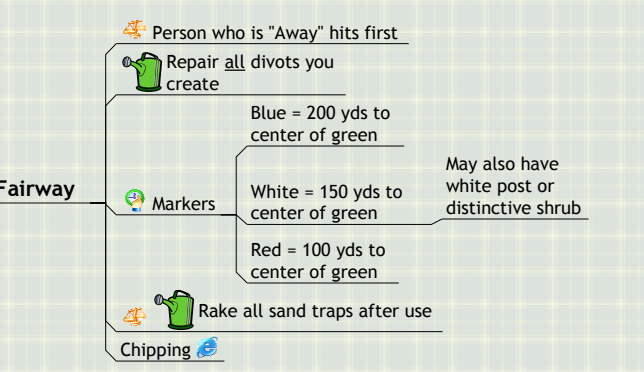 Person who is "Away" hits first
Repair all divots you
create
Blue = 200 yds to
center of green
Fairway
Markers
White = 150 yds to
center of green
May also have
white post or
distinctive shrub
Red = 100 yds to
center of green
Rake all sand traps after use
Chipping